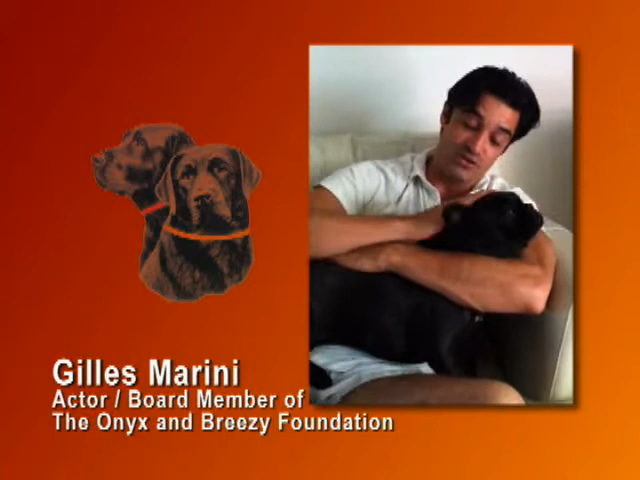 Gilles Marini
Actor / Board Member of
The Onyx and Breezy Foundation